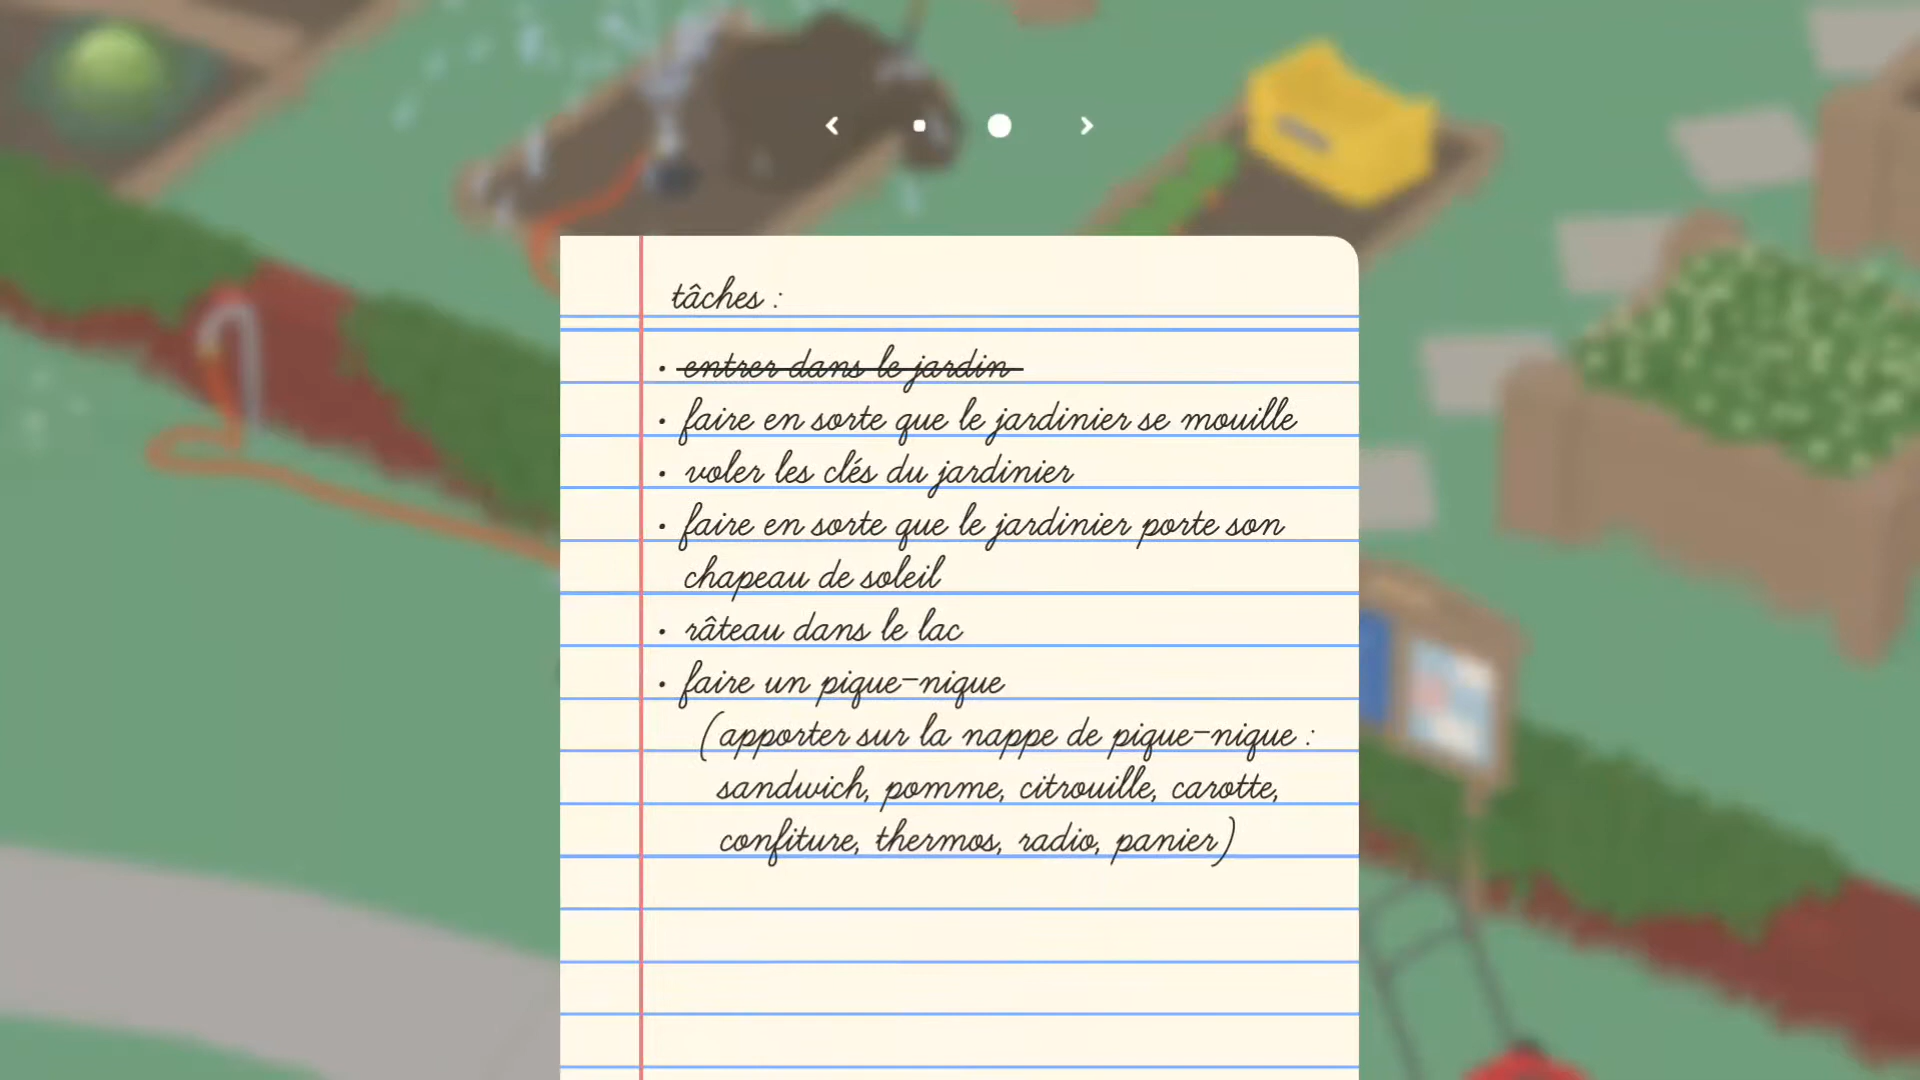 tâches :
• entrer dans le jardin
• faire en sorte que le jardinier se mouille
• voler les clés du jardinier
• faire en sorte que le jardinier porte son
chapeau de soleil
• râteau dans le lac
• faire un pique-nique
(apporter sur la nappe de pique-nique :
sandwich, pomme, citrouille, carotte,
confiture, thermos, radio, panier)